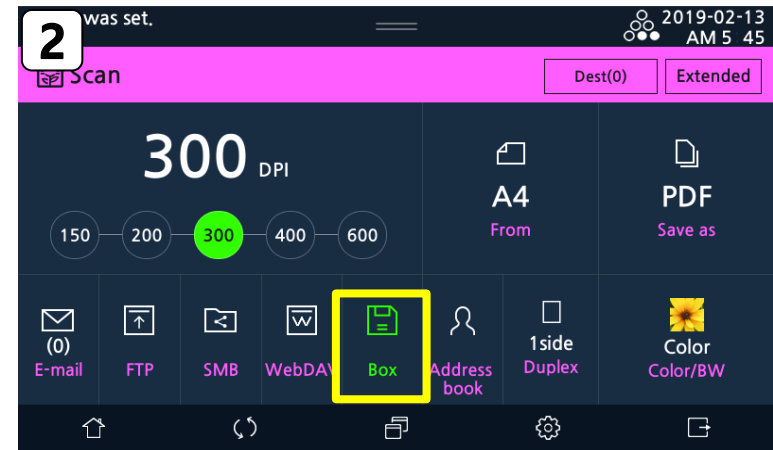 2
was set.
2019-02-13
AM 5 45
Scan
Dest(0)
Extended
300 DPI
150
200
300
400
600
A4
From
PDF
Save as
(0)
E-mail
FTP
SMB
WebDAV
Box
Address
book
1side
Duplex
Color
Color/BW